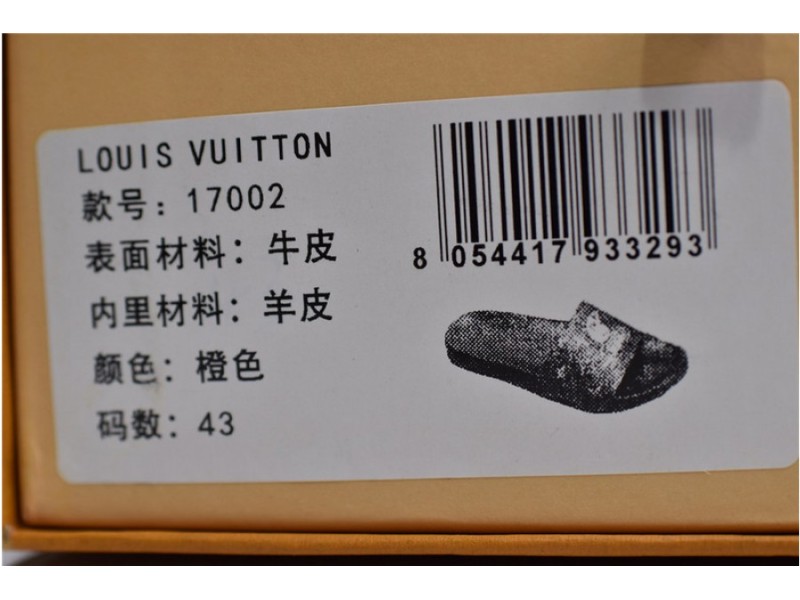 LOUIS VUITTON
款号：17002
表面材料：牛皮
内里材料：羊皮
颜色：橙色
码数：43
8 054417 933293